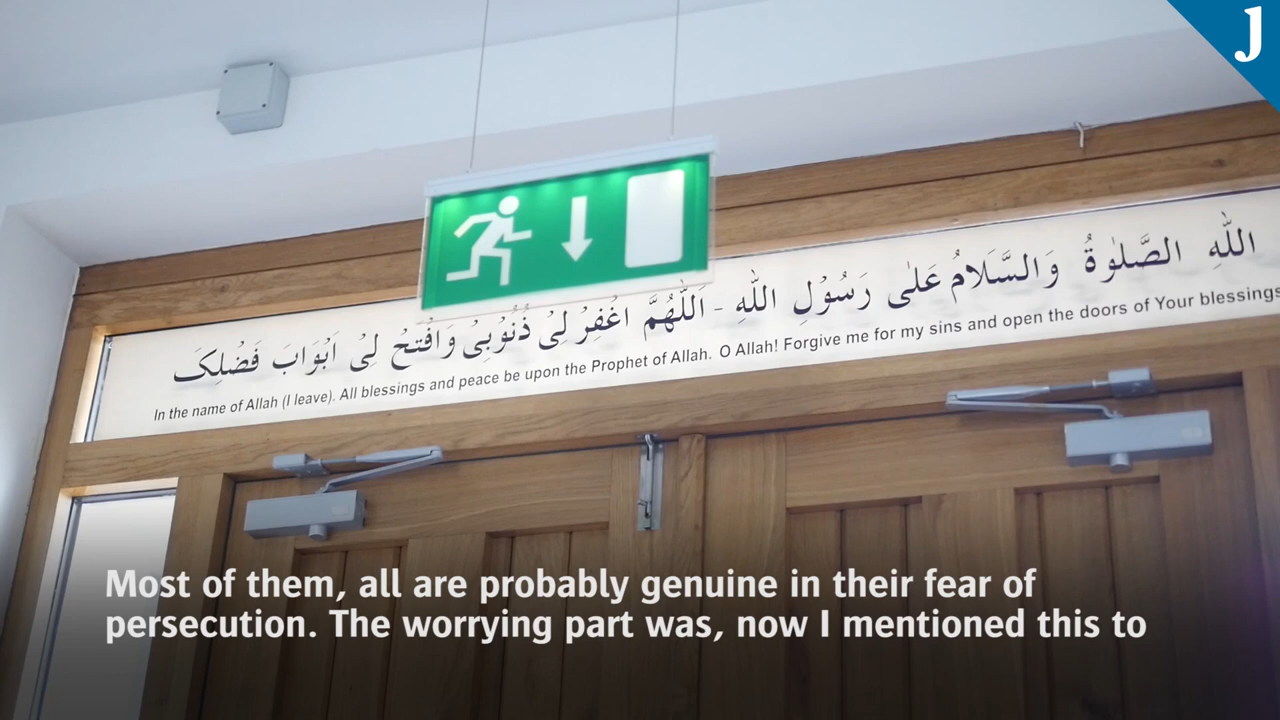 J
اللّٰهِ الصَّلٰوةُ وَالسَّلَامُ عَلٰى رَسُوْلِ اللّٰهِ - اَللّٰهُمَّ اغْفِرْ لِیْ ذُنُوْبِیْ وَافْتَحْ لِیْ اَبْوَابَ فَضْلِکَ
In the name of Allah (I leave). All blessings and peace be upon the Prophet of Allah. O Allah! Forgive me for my sins and open the doors of Your blessings
Most of them, all are probably genuine in their fear of
persecution. The worrying part was, now I mentioned this to